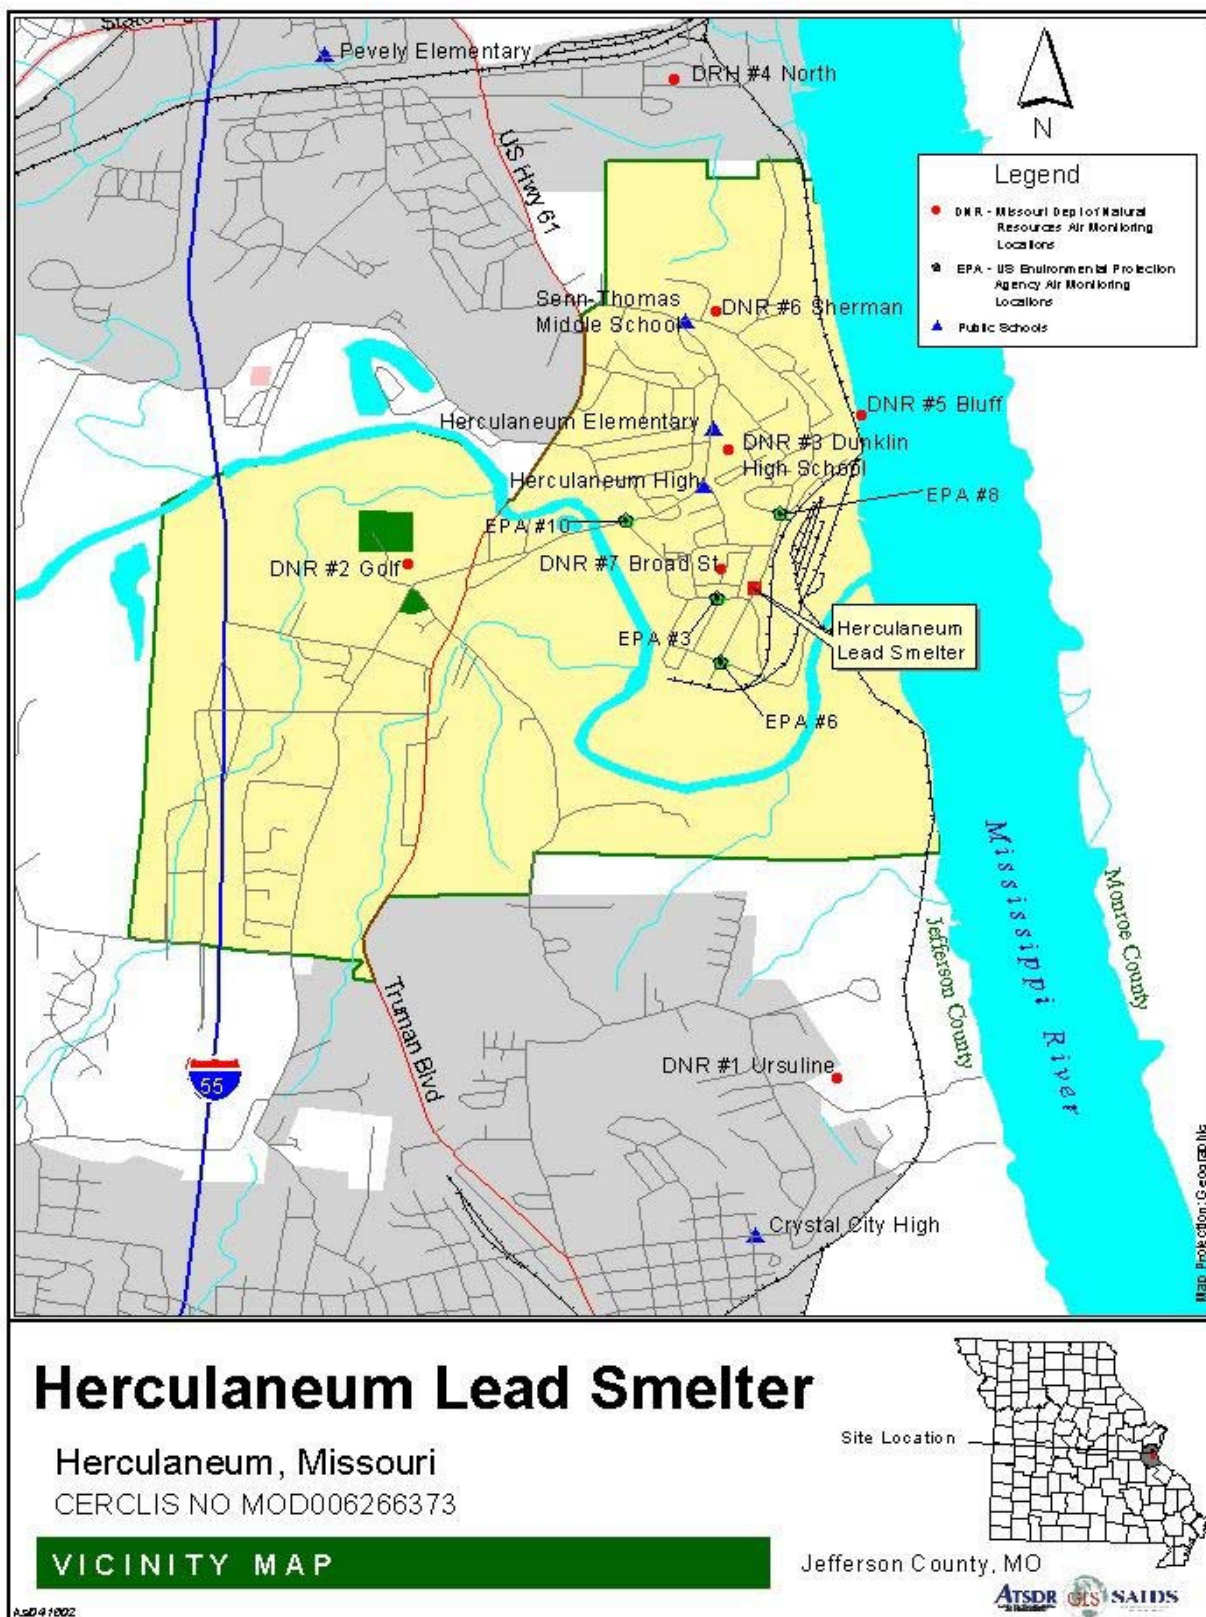 Pevely Elementary
DRH #4 North
N
US Hwy 61
Legend
DNR - Missouri Dept of Natural
Resources Air Monitoring
Locations
EPA - US Environmental Protection
Agency Air Monitoring
Locations
Public Schools
Senn-Thomas
Middle School
DNR #6 Sherman
DNR #5 Bluff
Herculaneum Elementary
DNR #3 Dunklin
High School
Herculaneum High
EPA #8
EPA #10
DNR #2 Golf
DNR #7 Broad St
EPA #3
Herculaneum
Lead Smelter
EPA #6
Mississippi River
Monroe County
Jefferson County
Truman Blvd
55
DNR #1 Ursuline
Crystal City High
Map Projection: Geographic
Herculaneum Lead Smelter
Herculaneum, Missouri
CERCLIS NO MOD006266373
VICINITY MAP
Site Location
Jefferson County, MO
ATSDR GIS SAIDS